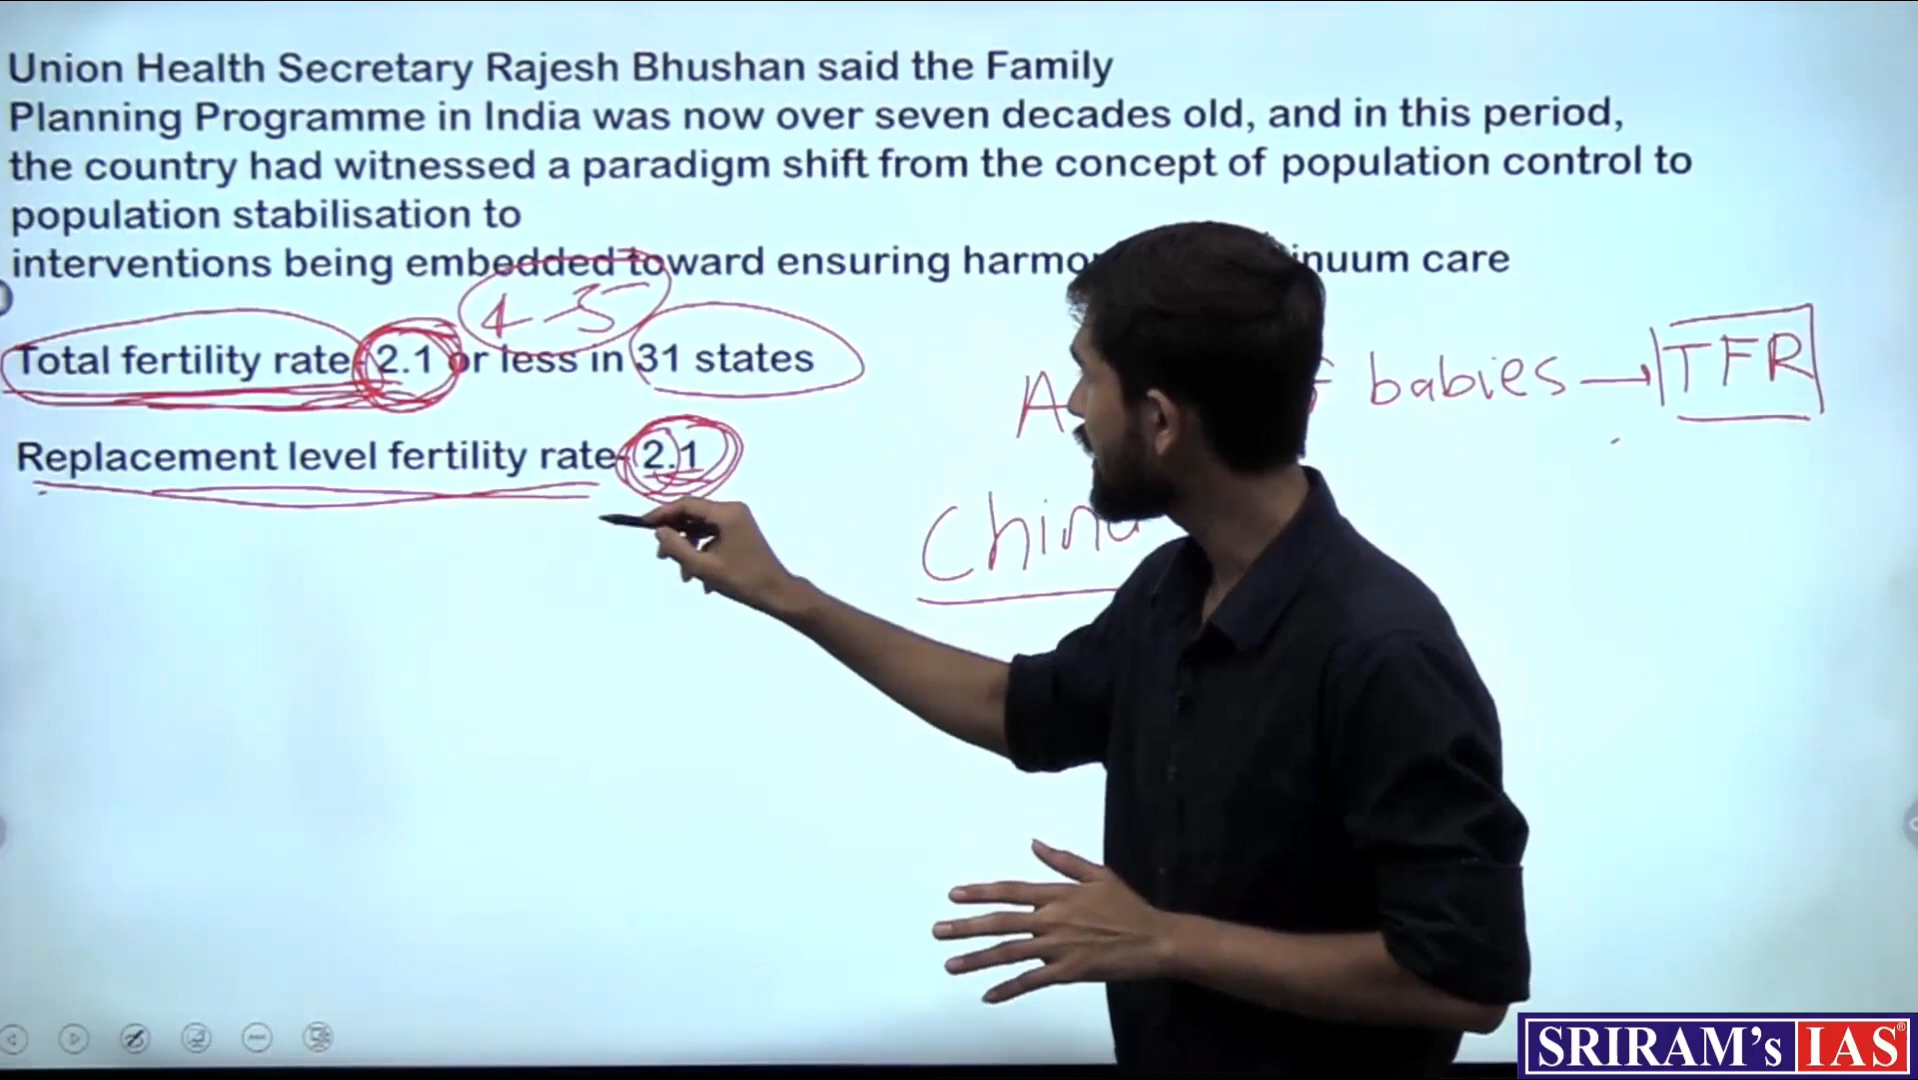 Union Health Secretary Rajesh Bhushan said the Family
Planning Programme in India was now over seven decades old, and in this period,
the country had witnessed a paradigm shift from the concept of population control to
population stabilisation to
interventions being embedded toward ensuring harmo inuum care
4-5
Total fertility rate- 2.1 or less in 31 states
A babies → TFR
Replacement level fertility rate- 2.1
China
SRIRAM's IAS®